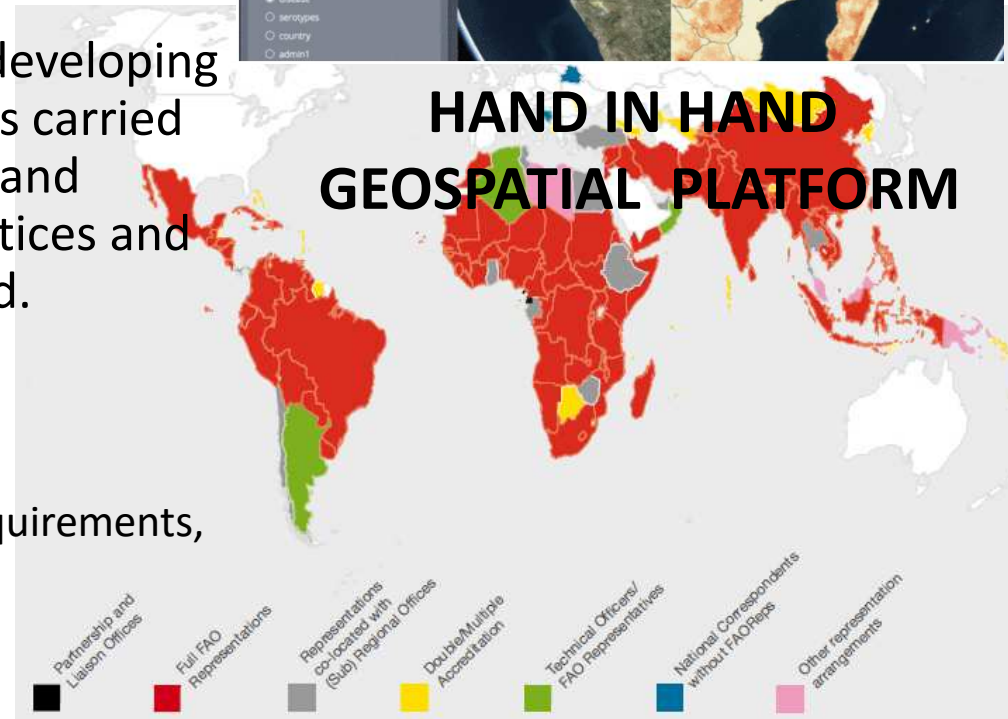 serotypes
country
admin1
developing
s carried
and
tices and
d.
HAND IN HAND
GEOSPATIAL PLATFORM
quirements,
Partnership and
Liaison Offices
Full FAO
Representations
Representations
co-located with
(Sub) Regional Offices
Double/Multiple
Accreditation
Technical Officers/
FAO Representatives
National Correspondents
without FAOReps
Other representation
arrangements